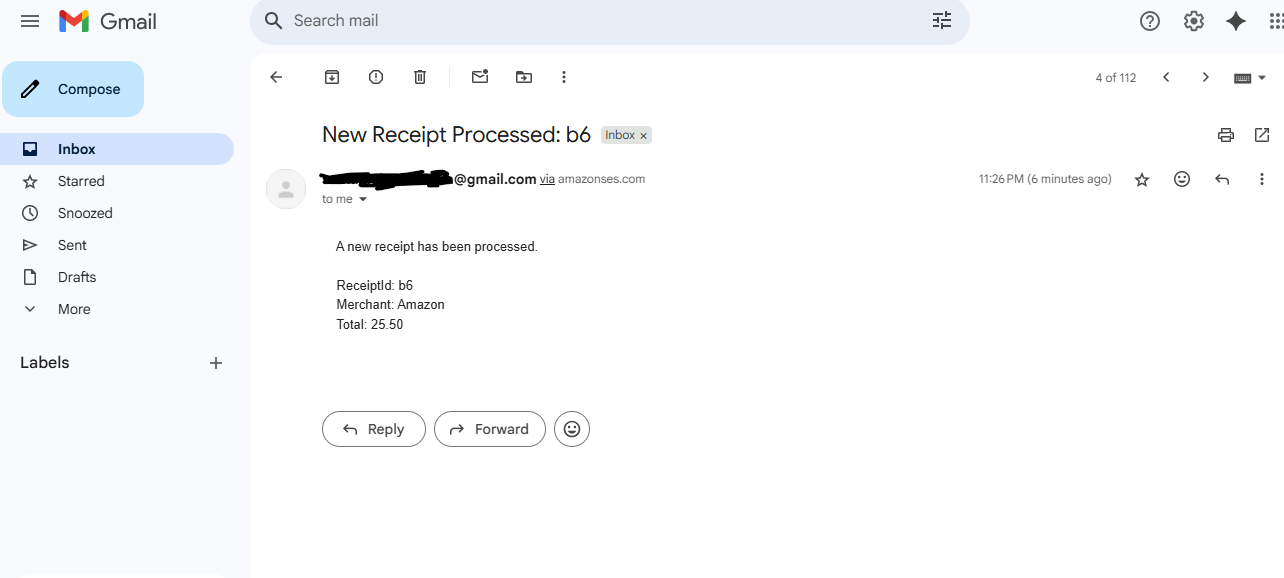 Gmail
Search mail
Compose
4 of 112
Inbox
Starred
Snoozed
Sent
Drafts
More
Labels
New Receipt Processed: b6 Inbox ×
@gmail.com via amazonses.com 11:26 PM (6 minutes ago)
to me
A new receipt has been processed.
ReceiptId: b6
Merchant: Amazon
Total: 25.50
Reply Forward